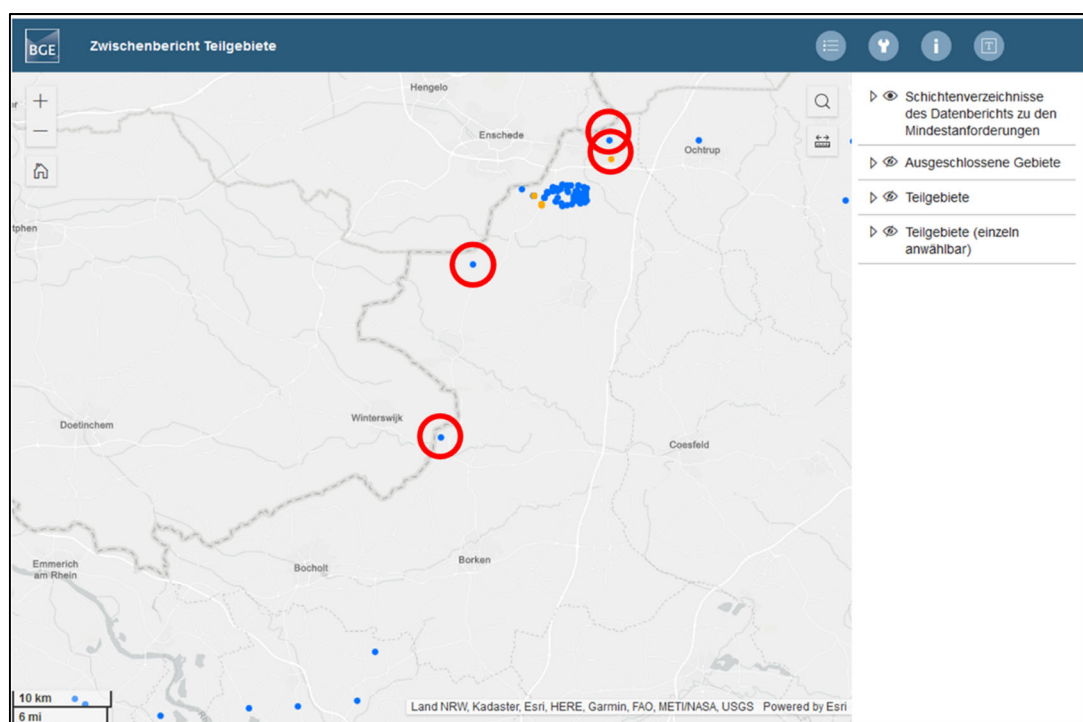 BGE
Zwischenbericht Teilgebiete
i
T
+
−
Hengelo
Enschede
Ochtrup
Winterswijk
Doetinchem
Coesfeld
Emmerich
am Rhein
Bocholt
Borken
10 km
6 mi
Land NRW, Kadaster, Esri, HERE, Garmin, FAO, METI/NASA, USGS Powered by Esri
Schichtenverzeichnisse
des Datenberichts zu den
Mindestanforderungen
Ausgeschlossene Gebiete
Teilgebiete
Teilgebiete (einzeln
anwählbar)